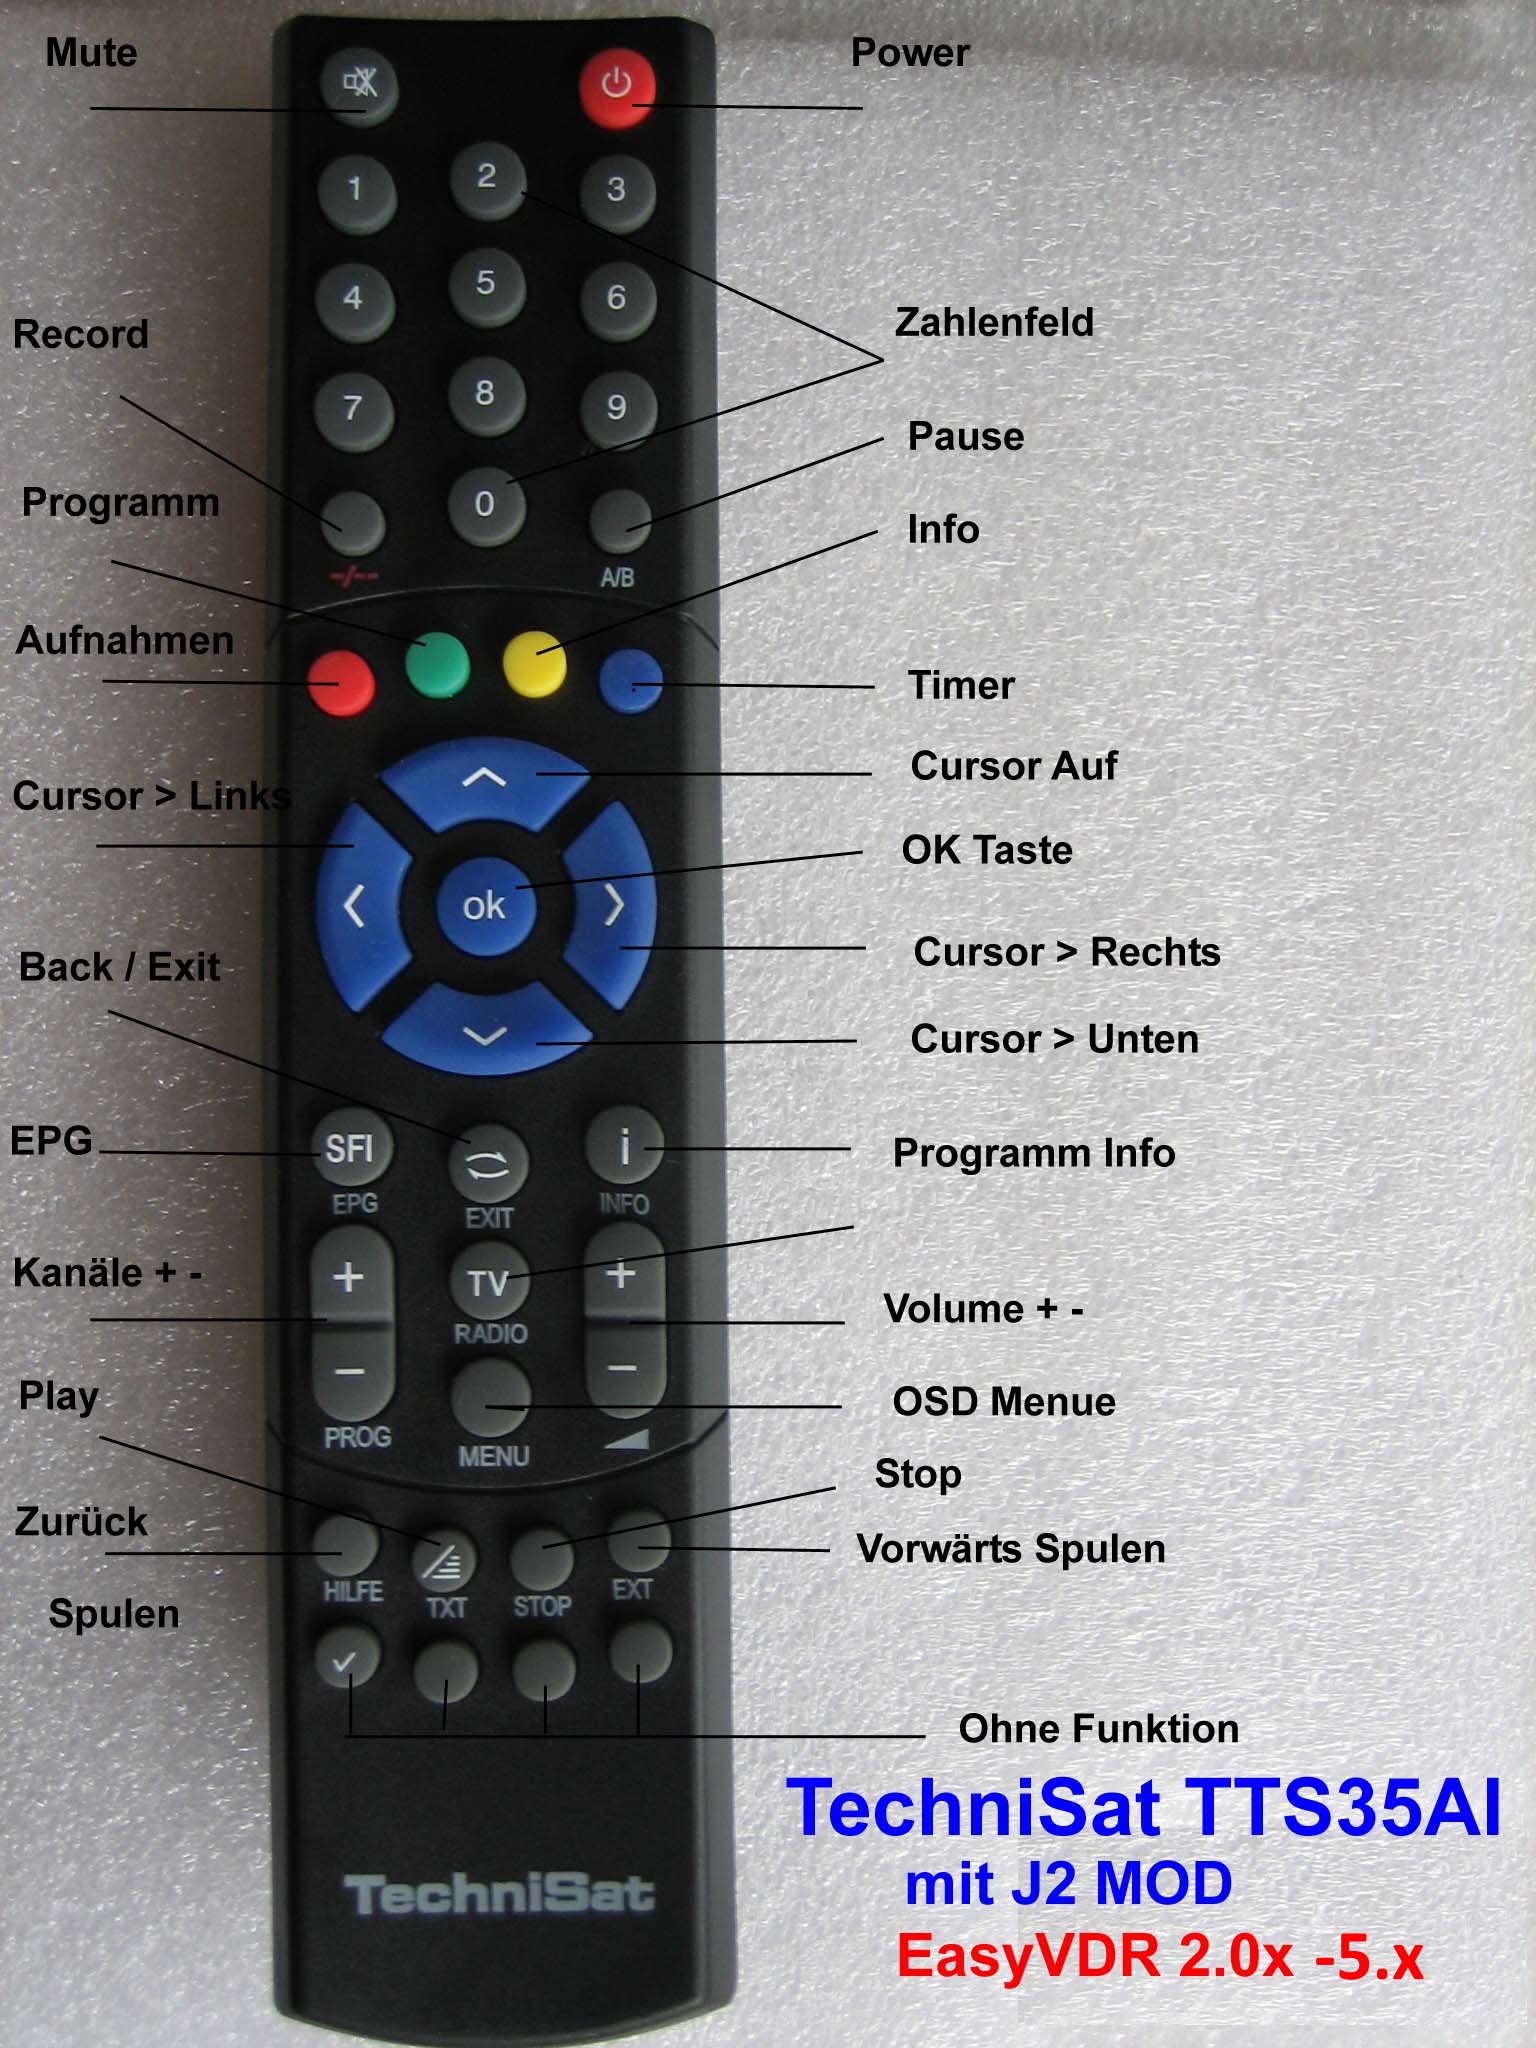 Mute
Power
1
2
3
4
5
6
Record
Zahlenfeld
7
8
9
Pause
Programm
0
Info
-/--
A/B
Aufnahmen
Timer
Cursor Auf
Cursor > Links
OK Taste
ok
Back / Exit
Cursor > Rechts
Cursor > Unten
EPG
SFI
i
Programm Info
EPG
EXIT
INFO
Kanäle + -
+
TV
+
Volume + -
RADIO
-
-
Play
OSD Menue
PROG
MENU
Stop
Zurück
Vorwärts Spulen
HILFE
TXT
STOP
EXT
Spulen
Ohne Funktion
TechniSat TTS35AI
mit J2 MOD
TechniSat
EasyVDR 2.0x -5.x